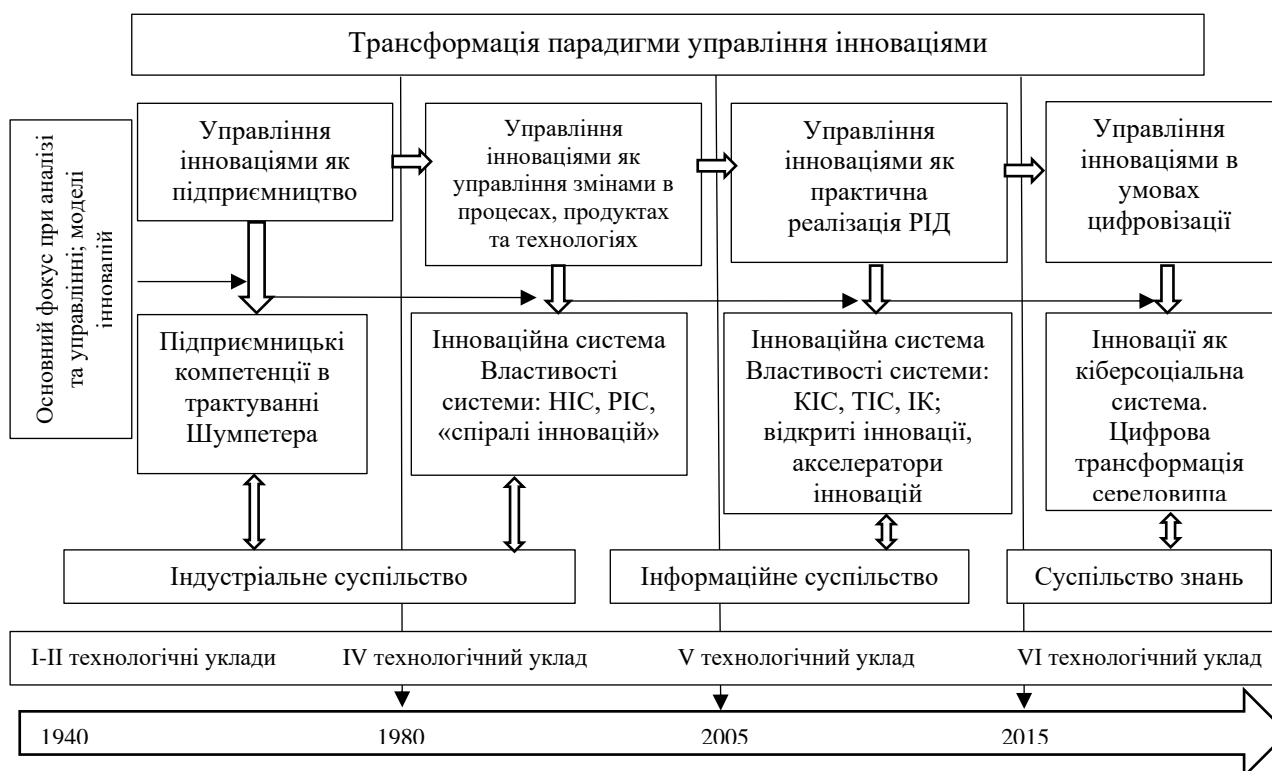 Трансформація парадигми управління інноваціями
Основний фокус при аналізі
та управлінні; моделі
інновацій
Управління
інноваціями як
підприємництво
Управління
інноваціями як
управління змінами в
процесах, продуктах
та технологіях
Управління
інноваціями як
практична
реалізація РІД
Управління
інноваціями в
умовах
цифровізації
Підприємницькі
компетенції в
трактуванні
Шумпетера
Інноваційна система
Властивості
системи: НІС, РІС,
«спіралі інновацій»
Інноваційна система
Властивості системи:
КІС, ТІС, ІК;
відкриті інновації,
акселератори
інновацій
Інновації як
кіберсоціальна
система.
Цифрова
трансформація
середовища
Індустріальне суспільство
Інформаційне суспільство
Суспільство знань
І-ІІ технологічні уклади
IV технологічний уклад
V технологічний уклад
VI технологічний уклад
1940
1980
2005
2015